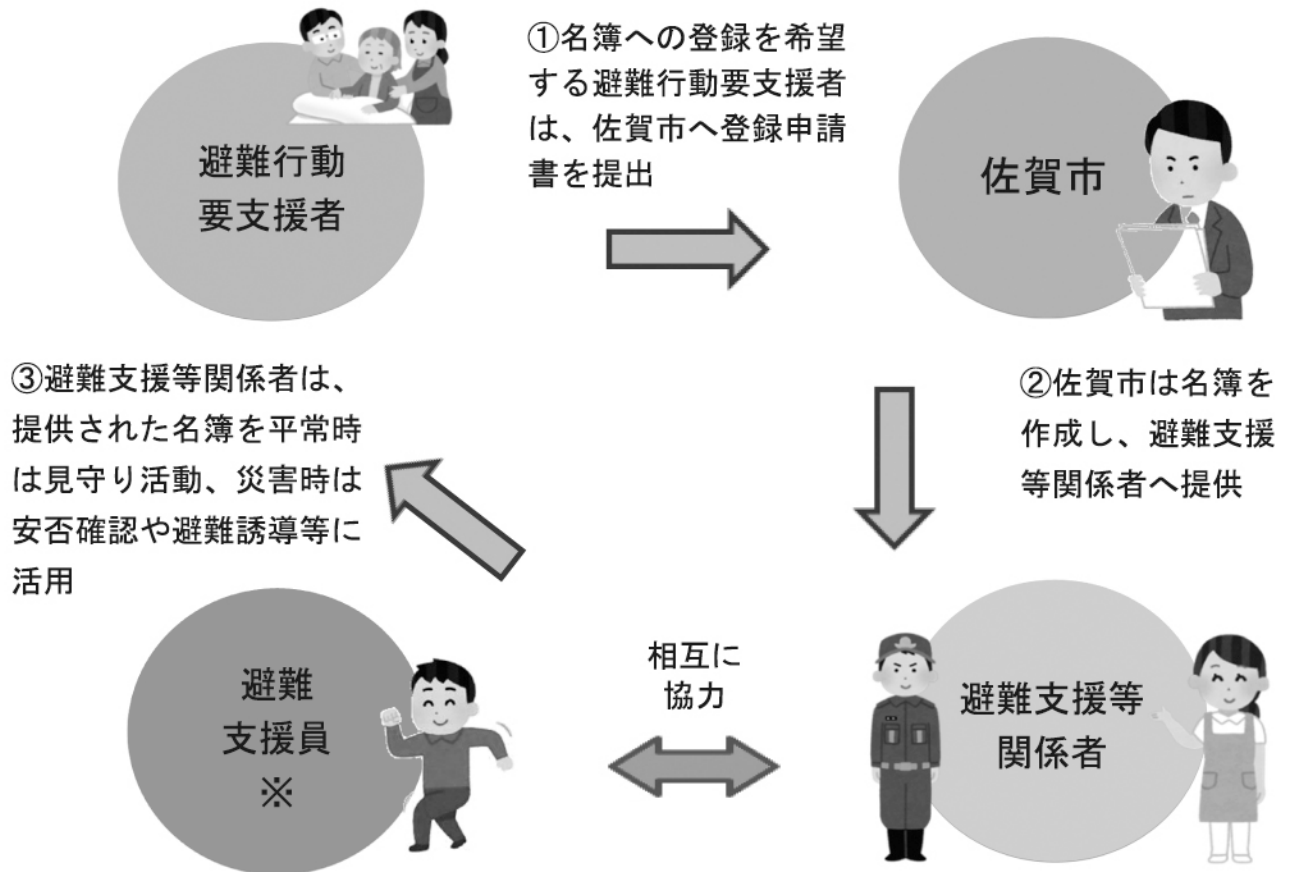 避難行動
要支援者
①名簿への登録を希望
する避難行動要支援者
は、佐賀市へ登録申請
書を提出
佐賀市
②佐賀市は名簿を
作成し、避難支援
等関係者へ提供
③避難支援等関係者は、
提供された名簿を平常時
は見守り活動、災害時は
安否確認や避難誘導等に
活用
避難
支援員
※
相互に
協力
避難支援等
関係者